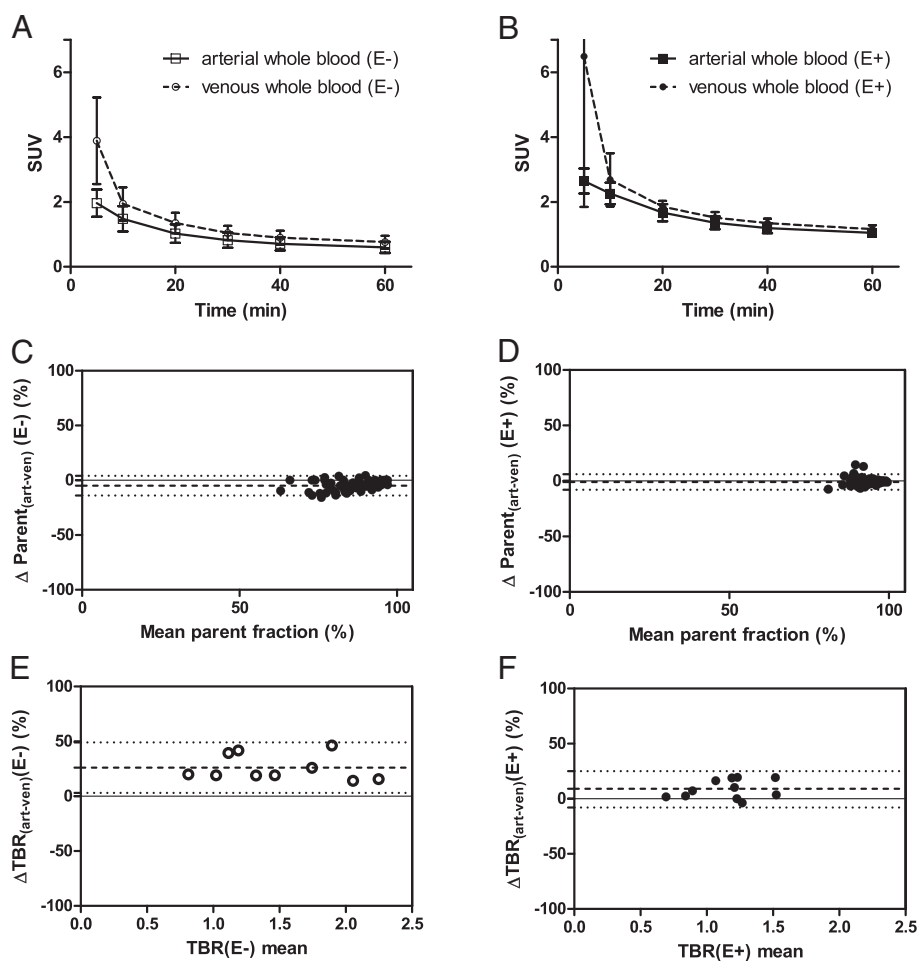 A
arterial whole blood (E-)
venous whole blood (E-)
SUV
6
4
2
0
0 20 40 60
Time (min)
B
arterial whole blood (E+)
venous whole blood (E+)
SUV
6
4
2
0
0 20 40 60
Time (min)
C
Δ Parent(art-ven) (E-) (%)
100
50
0
-50
-100
0 50 100
Mean parent fraction (%)
D
Δ Parent(art-ven) (E+) (%)
100
50
0
-50
-100
0 50 100
Mean parent fraction (%)
E
ΔTBR(art-ven)(E-) (%)
100
50
0
-50
-100
0.0 0.5 1.0 1.5 2.0 2.5
TBR(E-) mean
F
ΔTBR(art-ven)(E+) (%)
100
50
0
-50
-100
0.0 0.5 1.0 1.5 2.0 2.5
TBR(E+) mean